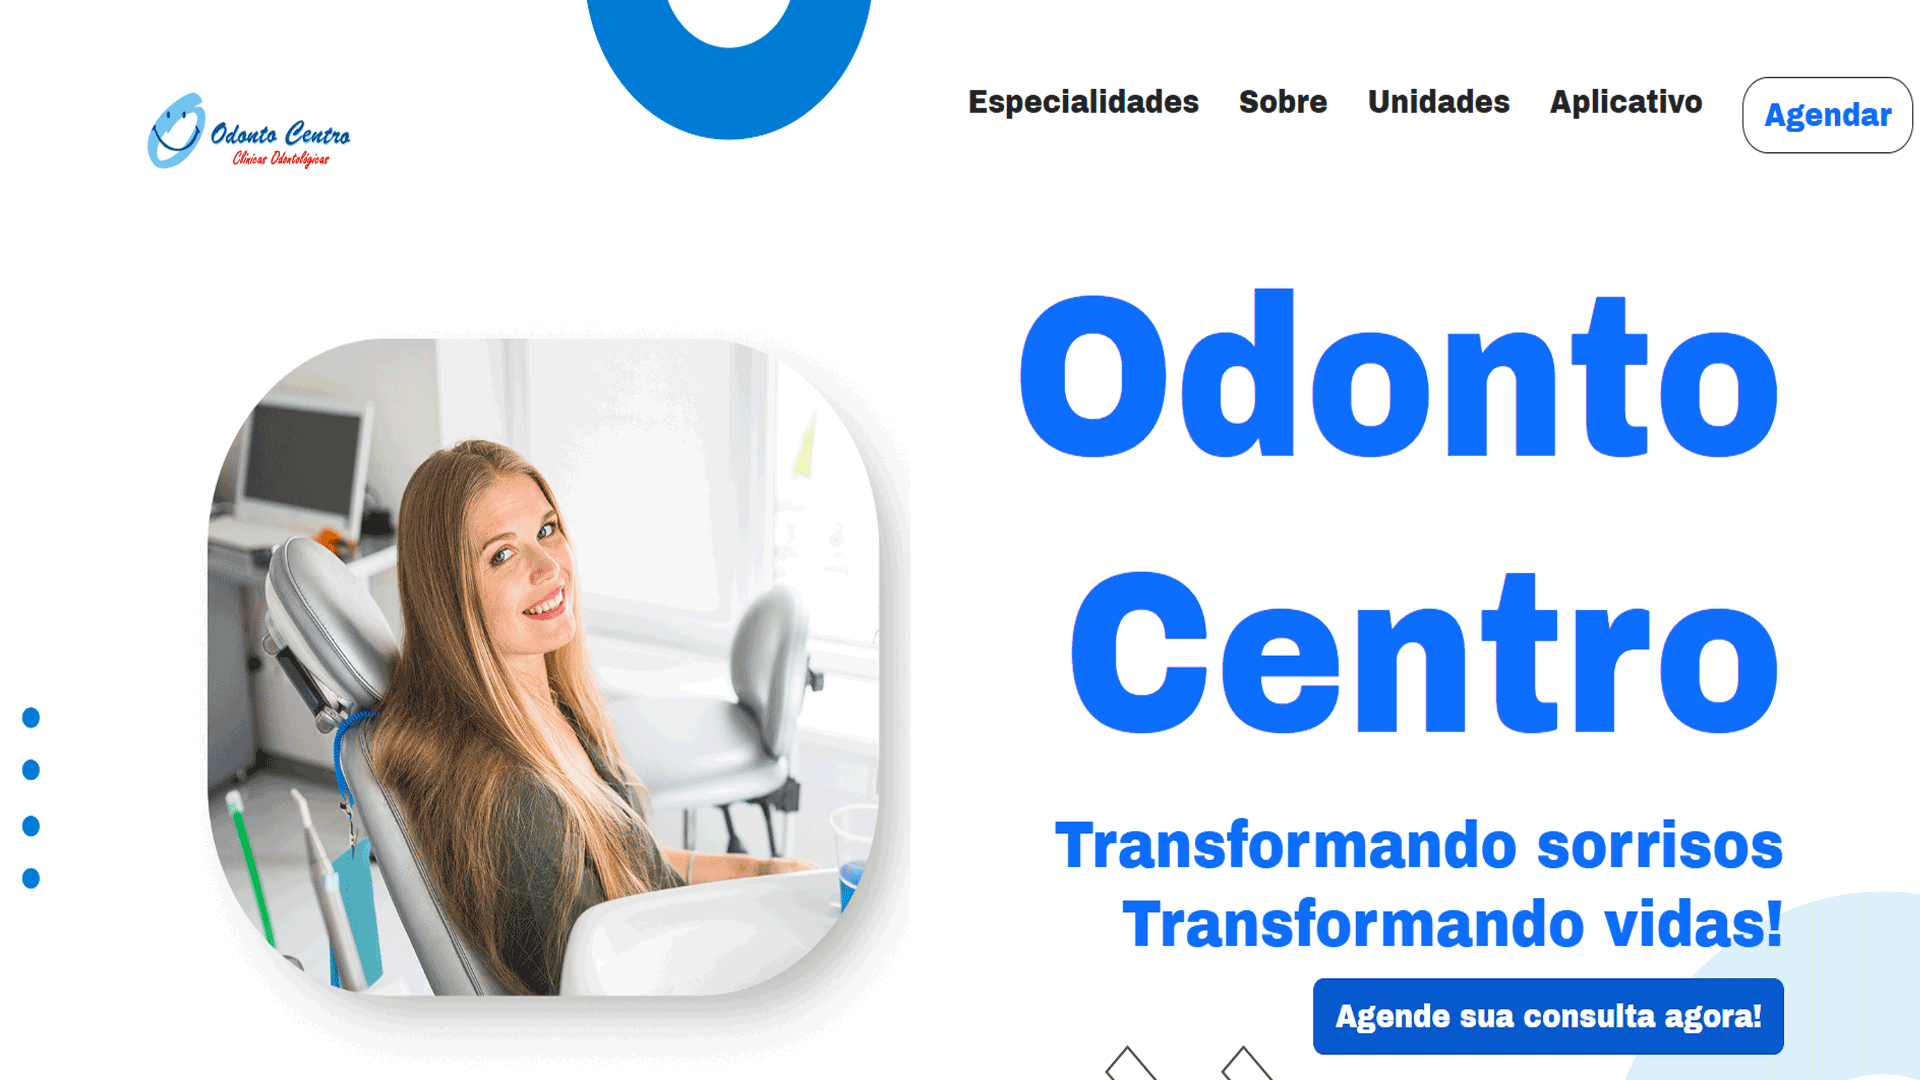 Odonto Centro
Clínicas Odontológicas
Especialidades Sobre Unidades Aplicativo Agendar
Odonto
Centro
Transformando sorrisos
Transformando vidas!
Agende sua consulta agora!